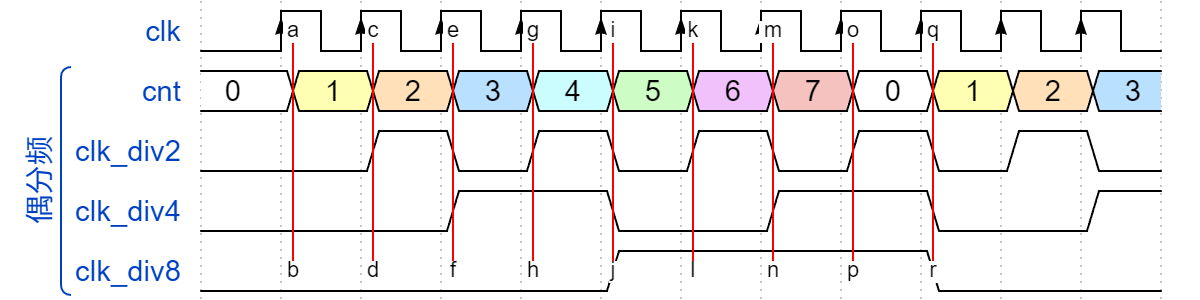 clk a c e g i k m o q
cnt 0 1 2 3 4 5 6 7 0 1 2 3
偶分频
clk_div2
clk_div4
clk_div8 b d f h j l n p r